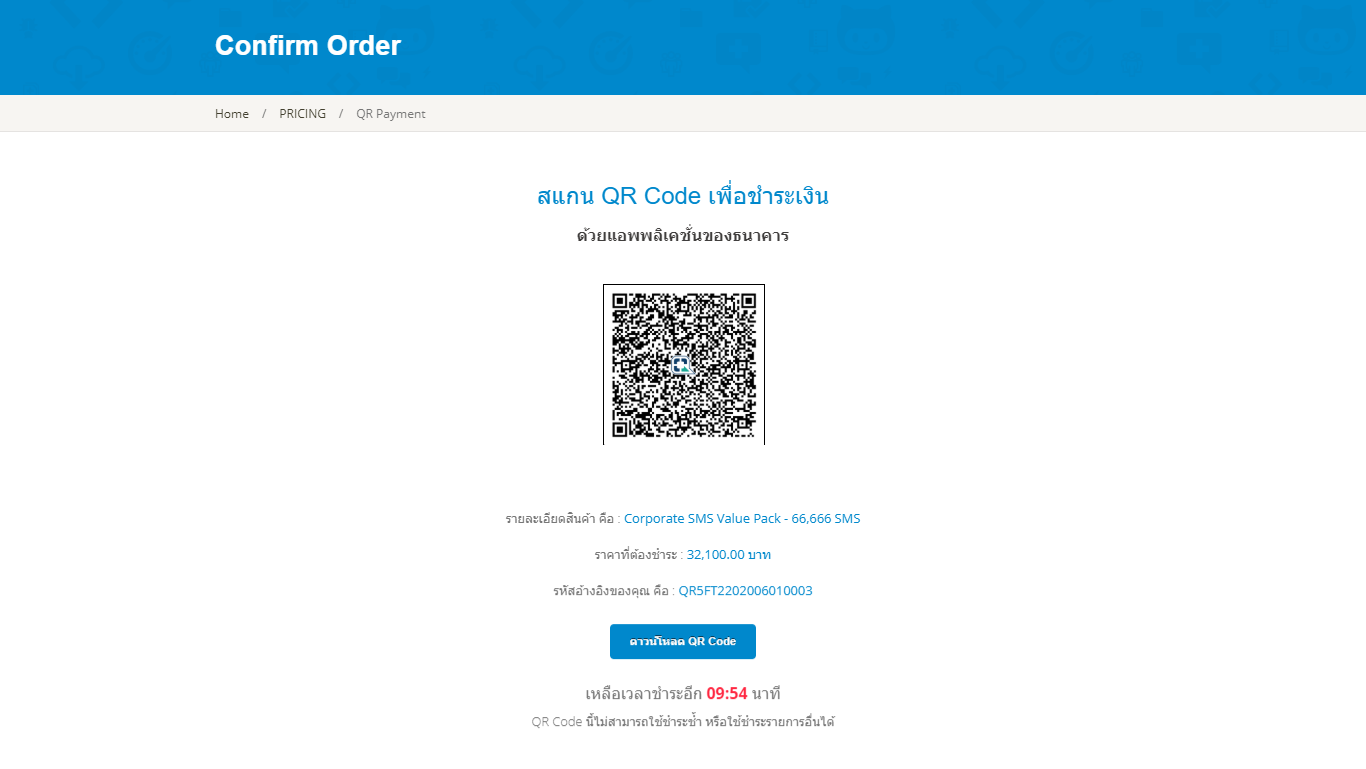 Confirm Order
Home / PRICING / QR Payment
สแกน QR Code เพื่อชำระเงิน
ด้วยแอพพลิเคชั่นของธนาคาร
รายละเอียดสินค้า คือ : Corporate SMS Value Pack - 66,666 SMS
ราคาที่ต้องชำระ : 32,100.00 บาท
รหัสอ้างอิงของคุณ คือ : QR5FT2202006010003
ดาวน์โหลด QR Code
เหลือเวลาชำระอีก 09:54 นาที
QR Code นี้ไม่สามารถใช้ชำระซ้ำ หรือใช้ชำระรายการอื่นได้